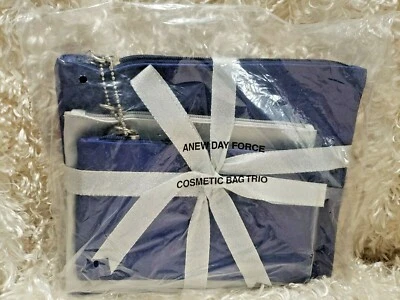 ANEW DAY FORCE
COSMETIC BAG TRIO